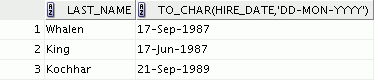 LAST_NAME TO_CHAR(HIRE_DATE,'DD-MON-YYYY')
1 Whalen 17-Sep-1987
2 King 17-Jun-1987
3 Kochhar 21-Sep-1989